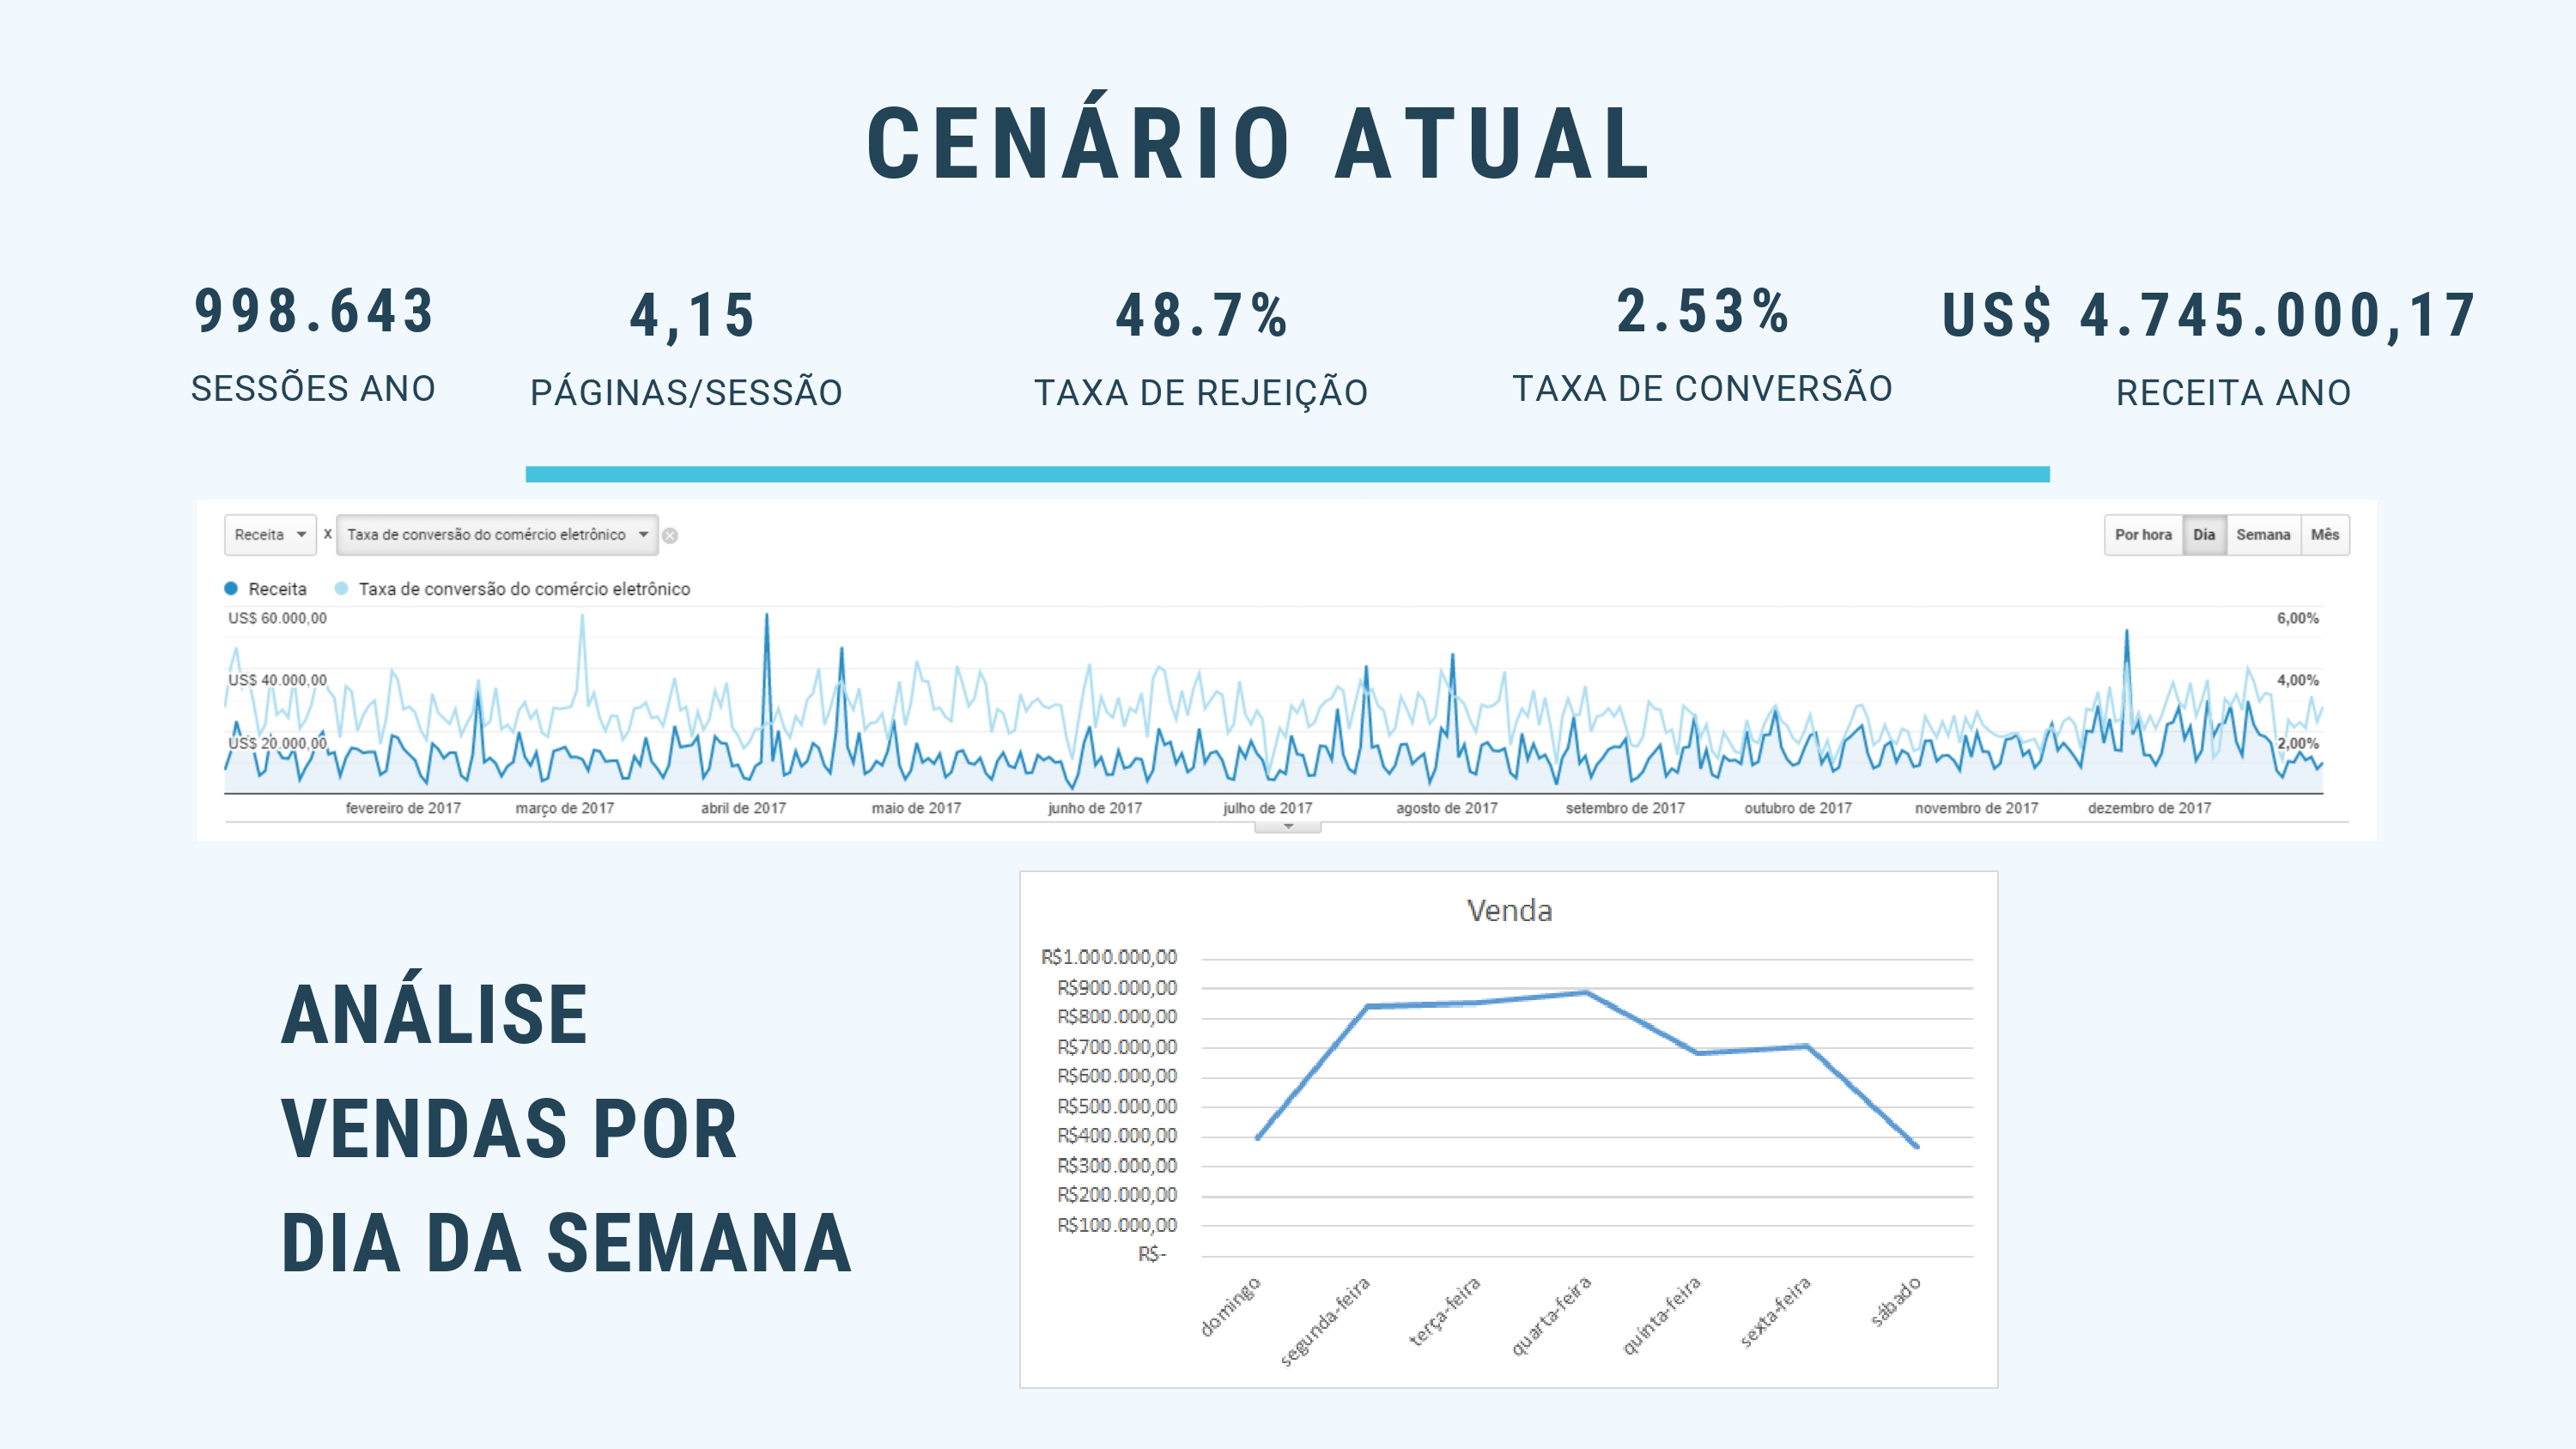 CENÁRIO ATUAL
998.643
SESSÕES ANO
4,15
PÁGINAS/SESSÃO
48.7%
TAXA DE REJEIÇÃO
2.53%
TAXA DE CONVERSÃO
US$ 4.745.000,17
RECEITA ANO
Receita x Taxa de conversão do comércio eletrônico
Por hora Dia Semana Mês
Receita Taxa de conversão do comércio eletrônico
US$ 60.000,00 6,00%
US$ 40.000,00 4,00%
US$ 20.000,00 2,00%
fevereiro de 2017 março de 2017 abril de 2017 maio de 2017 junho de 2017 julho de 2017 agosto de 2017 setembro de 2017 outubro de 2017 novembro de 2017 dezembro de 2017
ANÁLISE
VENDAS POR
DIA DA SEMANA
Venda
R$1.000.000,00
R$900.000,00
R$800.000,00
R$700.000,00
R$600.000,00
R$500.000,00
R$400.000,00
R$300.000,00
R$200.000,00
R$100.000,00
R$-
domingo segunda-feira terça-feira quarta-feira quinta-feira sexta-feira sábado